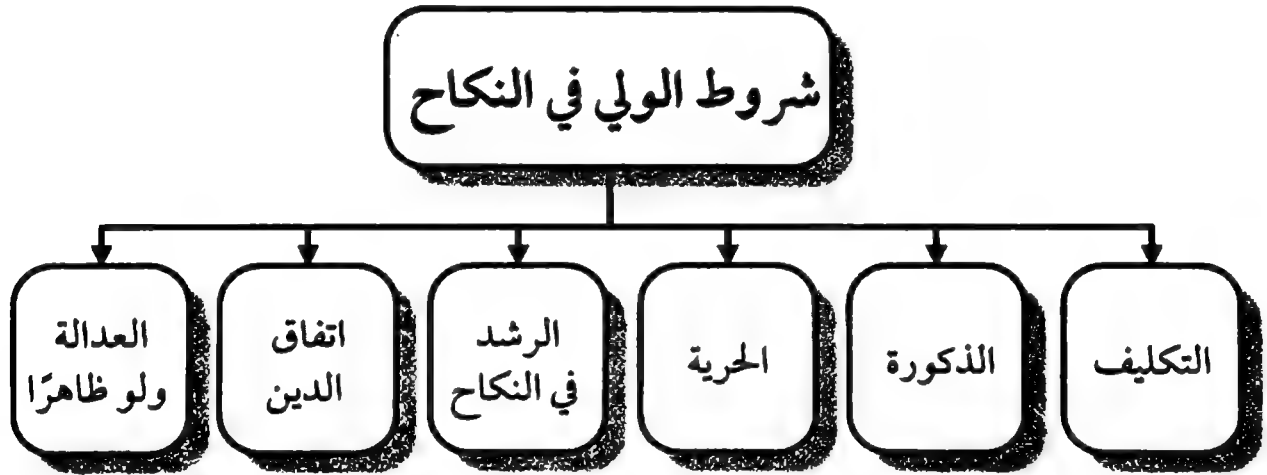 شروط الولي في النكاح
التكليف
الذكورة
الحرية
الرشد
في النكاح
اتفاق
الدين
العدالة
ولو ظاهرًا